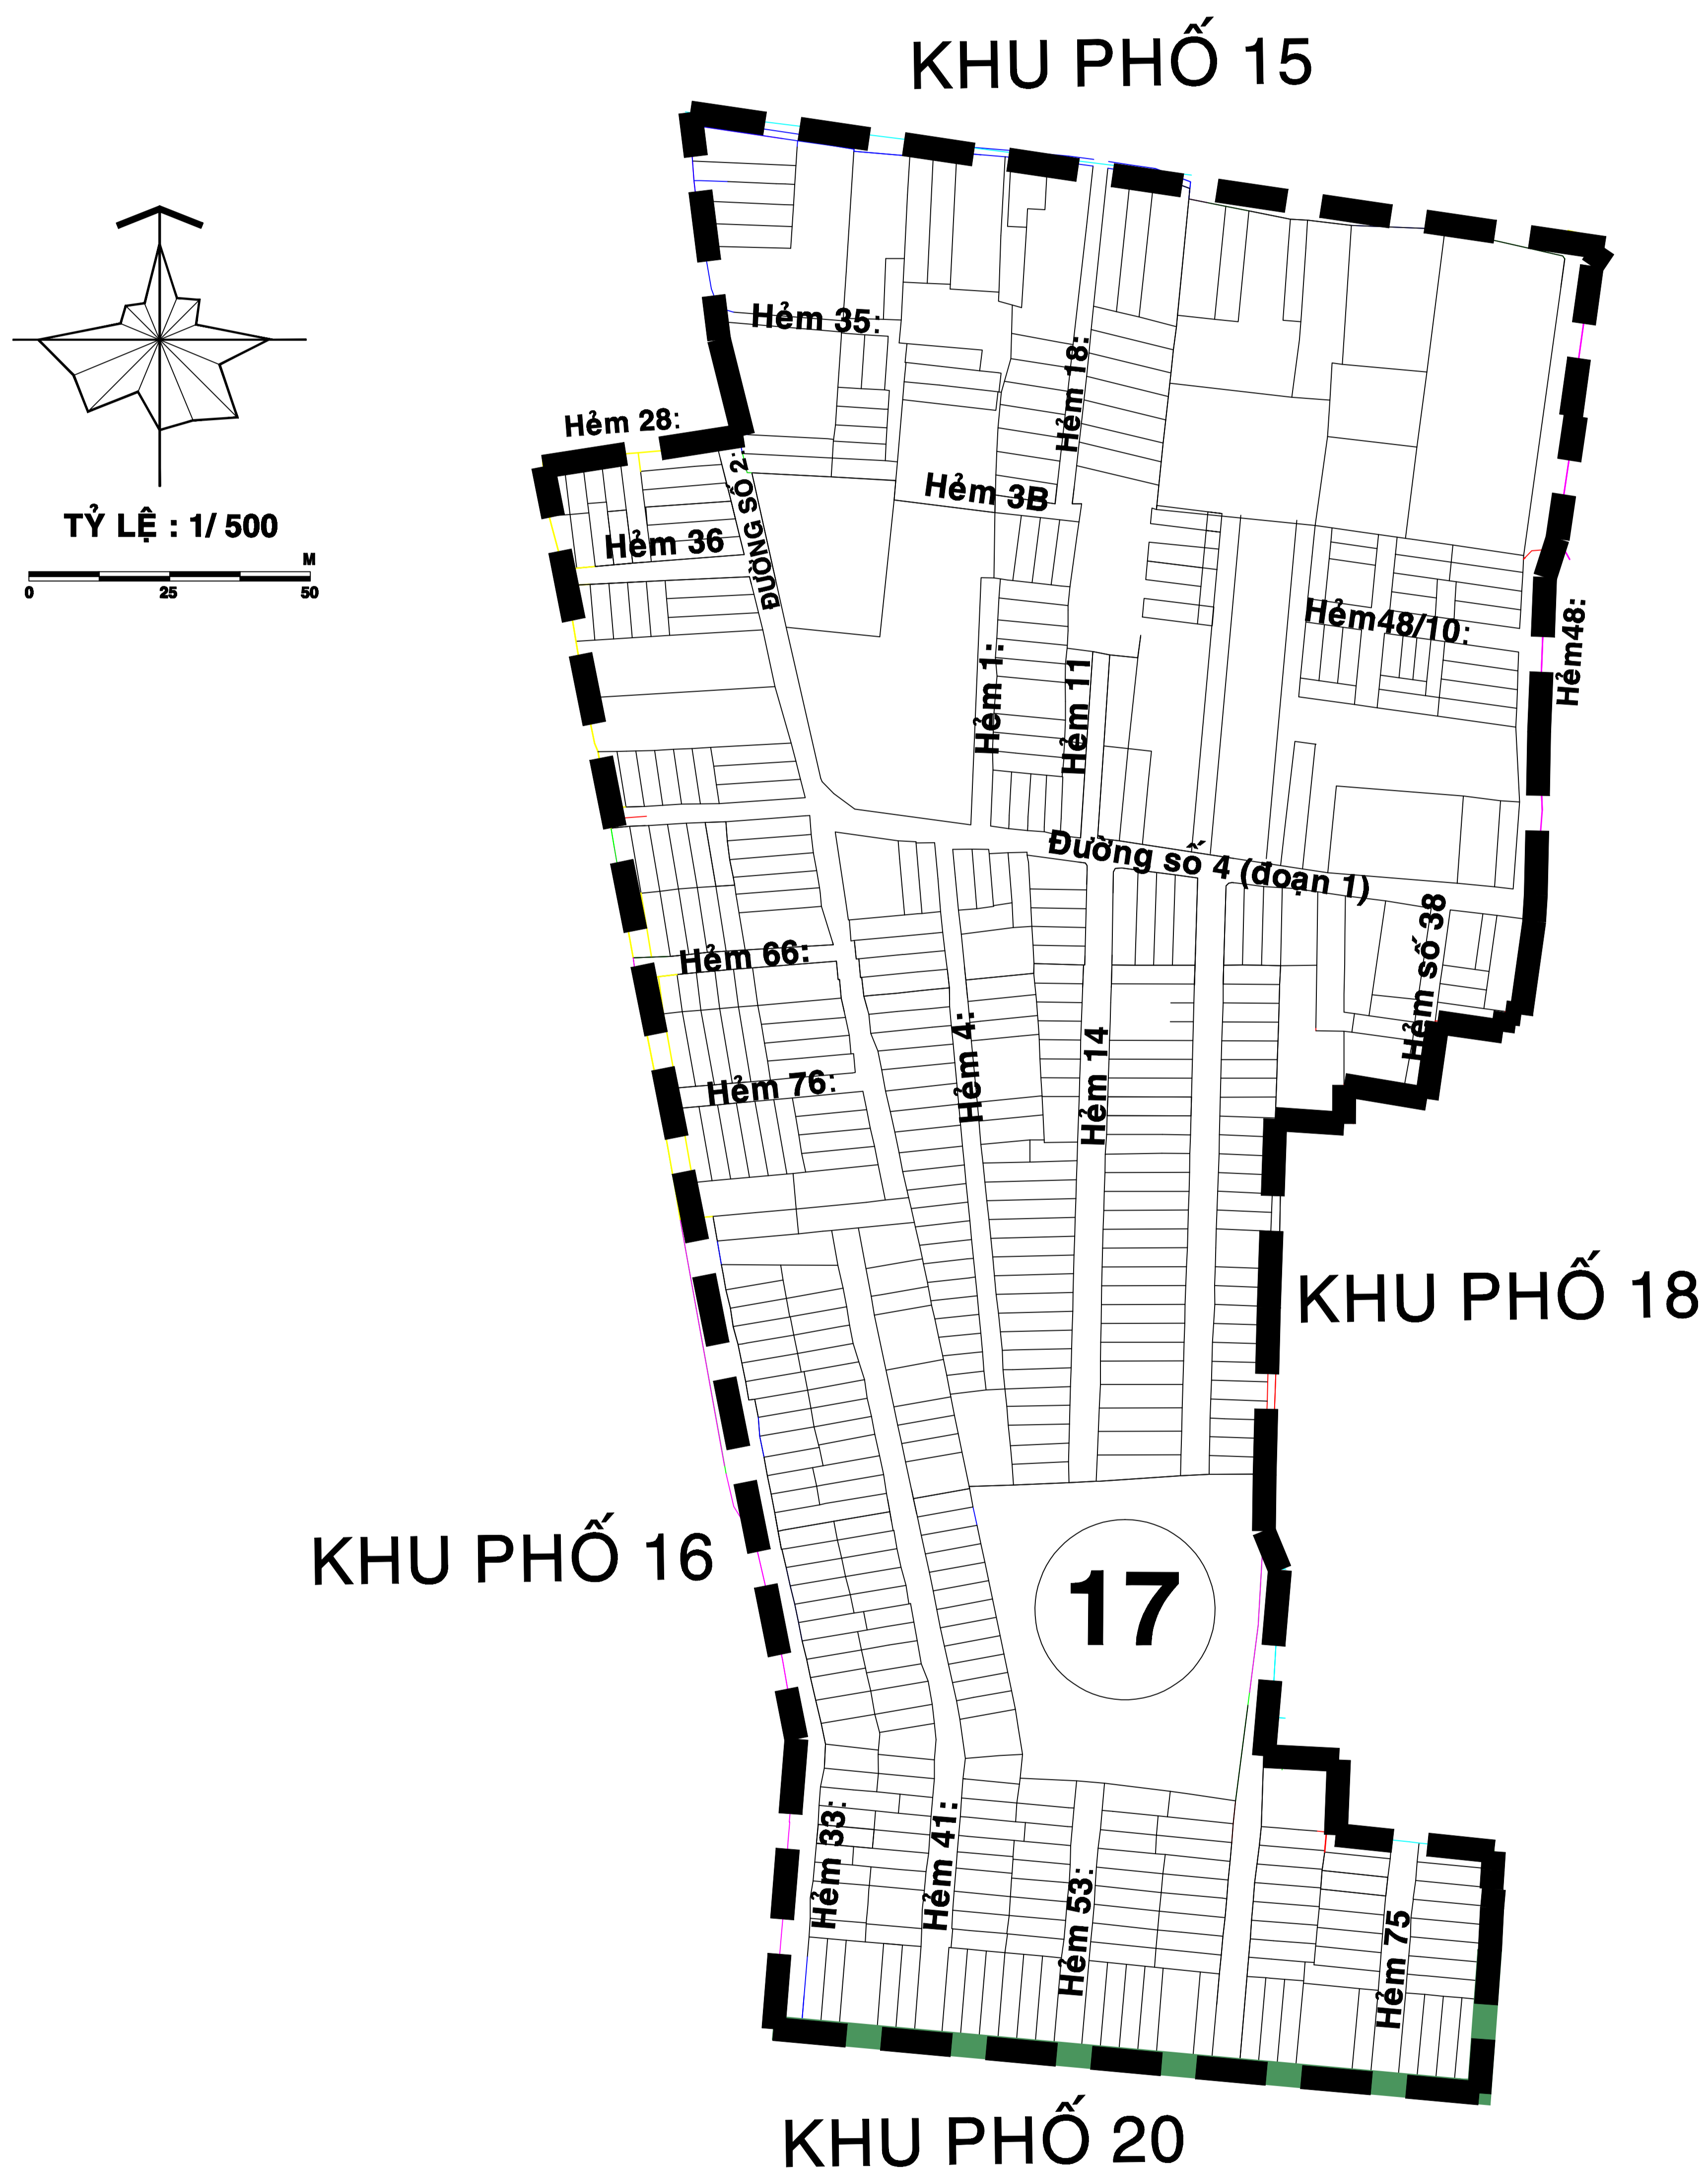 KHU PHỐ 15
Hẻm 35:
Hẻm 18:
Hẻm 28:
TỶ LỆ : 1/ 500
M
0 25 50
Hẻm 36
ĐƯỜNG SỐ 2:
Hẻm 3B
Hẻm48/10:
Hẻm48:
Hẻm 1:
Hẻm 11
Đường số 4 (đoạn 1)
Hẻm số 38
Hẻm 66:
Hẻm 4:
Hẻm 14
Hẻm 76:
KHU PHỐ 18
KHU PHỐ 16
17
Hẻm 33:
Hẻm 41:
Hẻm 53:
Hẻm 75
KHU PHỐ 20